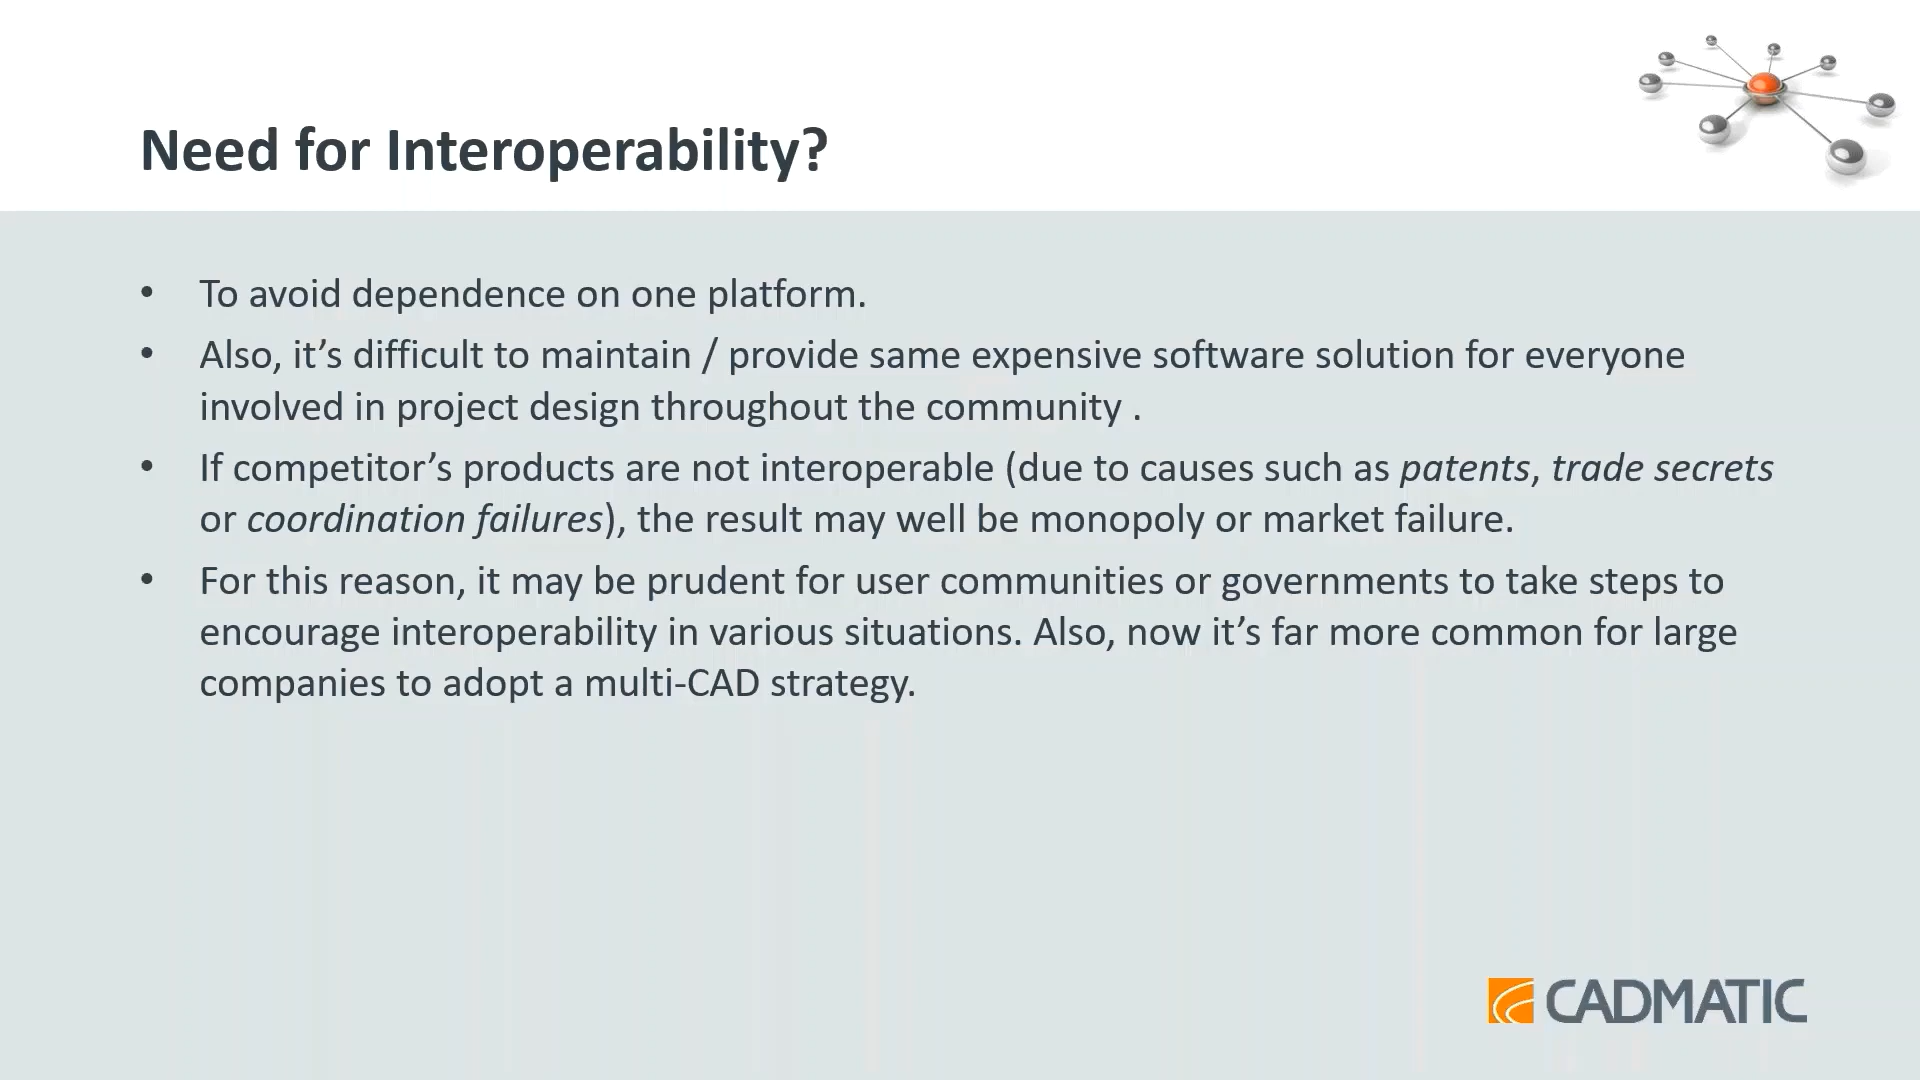 Need for Interoperability?
• To avoid dependence on one platform.
• Also, it’s difficult to maintain / provide same expensive software solution for everyone
involved in project design throughout the community .
• If competitor’s products are not interoperable (due to causes such as patents, trade secrets
or coordination failures), the result may well be monopoly or market failure.
• For this reason, it may be prudent for user communities or governments to take steps to
encourage interoperability in various situations. Also, now it’s far more common for large
companies to adopt a multi-CAD strategy.
CADMATIC